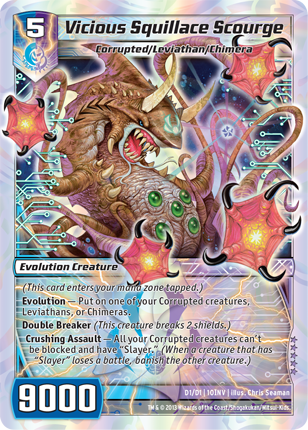 5
Vicious Squillace Scourge
Corrupted/Leviathan/Chimera
Evolution Creature
(This card enters your mana zone tapped.)
Evolution — Put on one of your Corrupted creatures,
Leviathans, or Chimeras.
Double Breaker (This creature breaks 2 shields.)
Crushing Assault — All your Corrupted creatures can't
be blocked and have "Slayer." (When a creature that has
"Slayer" loses a battle, banish the other creature.)
9000
D1/D1 | 10INV | illus. Chris Seaman
TM & © 2013 Wizards of the Coast/Shogakukan/Mitsui-Kids